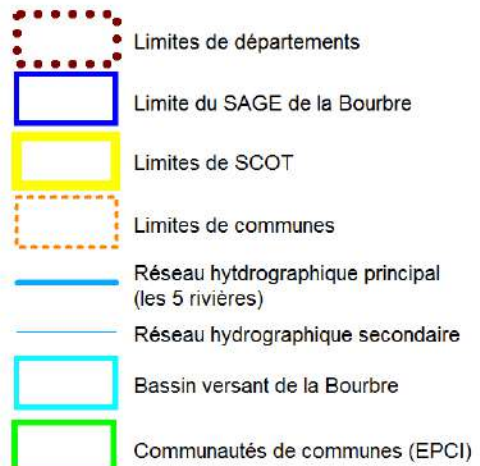 Limites de départements
Limite du SAGE de la Bourbre
Limites de SCOT
Limites de communes
Réseau hytdrographique principal
(les 5 rivières)
Réseau hydrographique secondaire
Bassin versant de la Bourbre
Communautés de communes (EPCI)